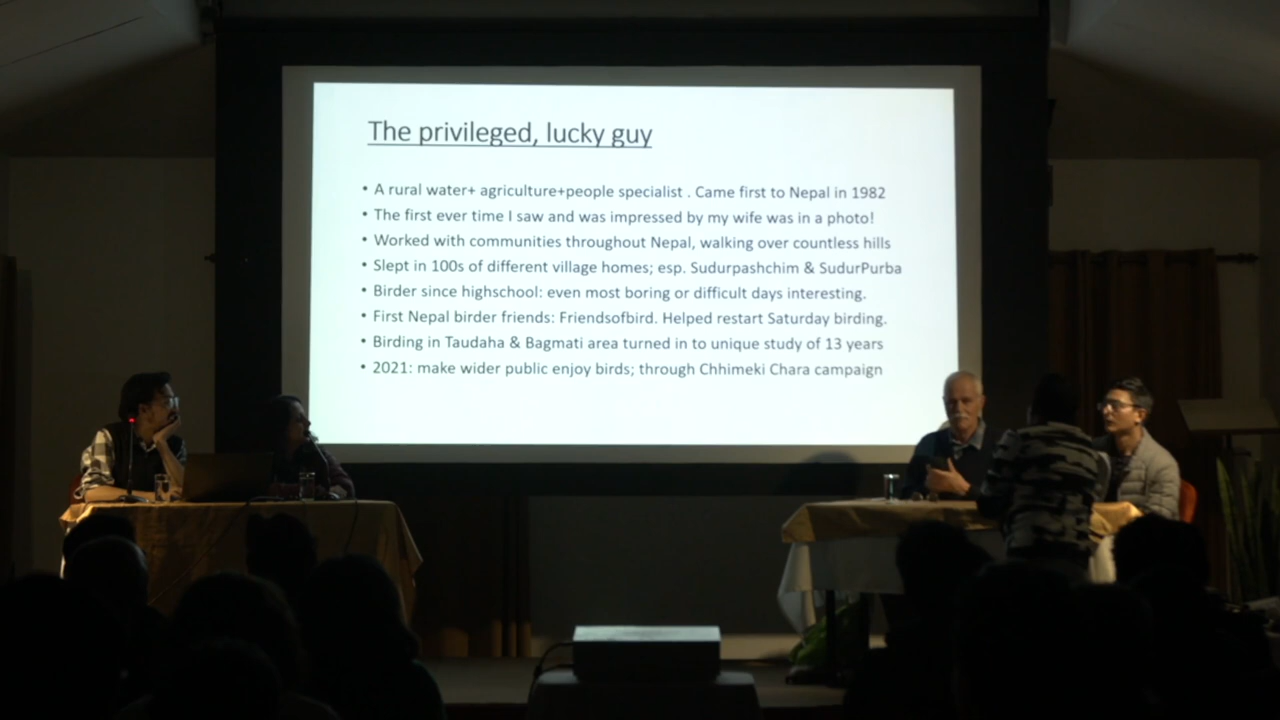 The privileged, lucky guy
• A rural water+ agriculture+people specialist . Came first to Nepal in 1982
• The first ever time I saw and was impressed by my wife was in a photo!
• Worked with communities throughout Nepal, walking over countless hills
• Slept in 100s of different village homes; esp. Sudurpashchim & SudurPurba
• Birder since highschool: even most boring or difficult days interesting.
• First Nepal birder friends: Friendsofbird. Helped restart Saturday birding.
• Birding in Taudaha & Bagmati area turned in to unique study of 13 years
• 2021: make wider public enjoy birds; through Chhimeki Chara campaign